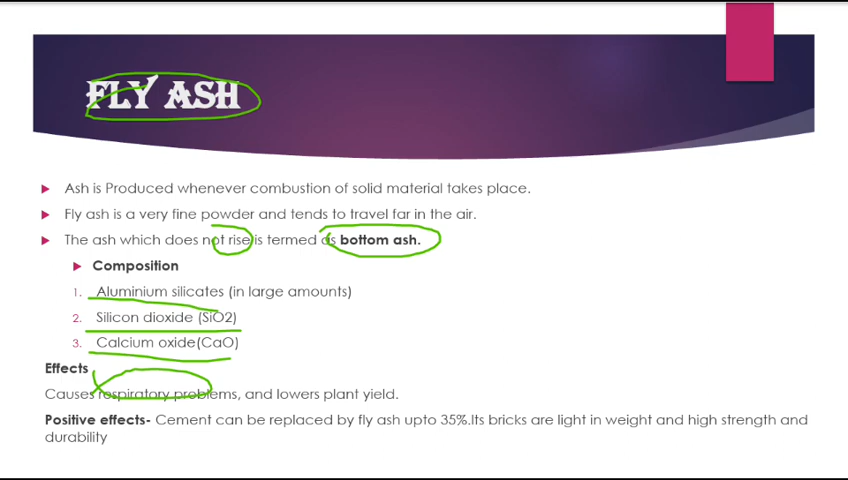 FLY ASH
Ash is Produced whenever combustion of solid material takes place.
Fly ash is a very fine powder and tends to travel far in the air.
The ash which does not rise is termed as bottom ash.
Composition
1. Aluminium silicates (in large amounts)
2. Silicon dioxide (SiO2)
3. Calcium oxide(CaO)
Effects
Causes respiratory problems, and lowers plant yield.
Positive effects- Cement can be replaced by fly ash upto 35%.Its bricks are light in weight and high strength and
durability